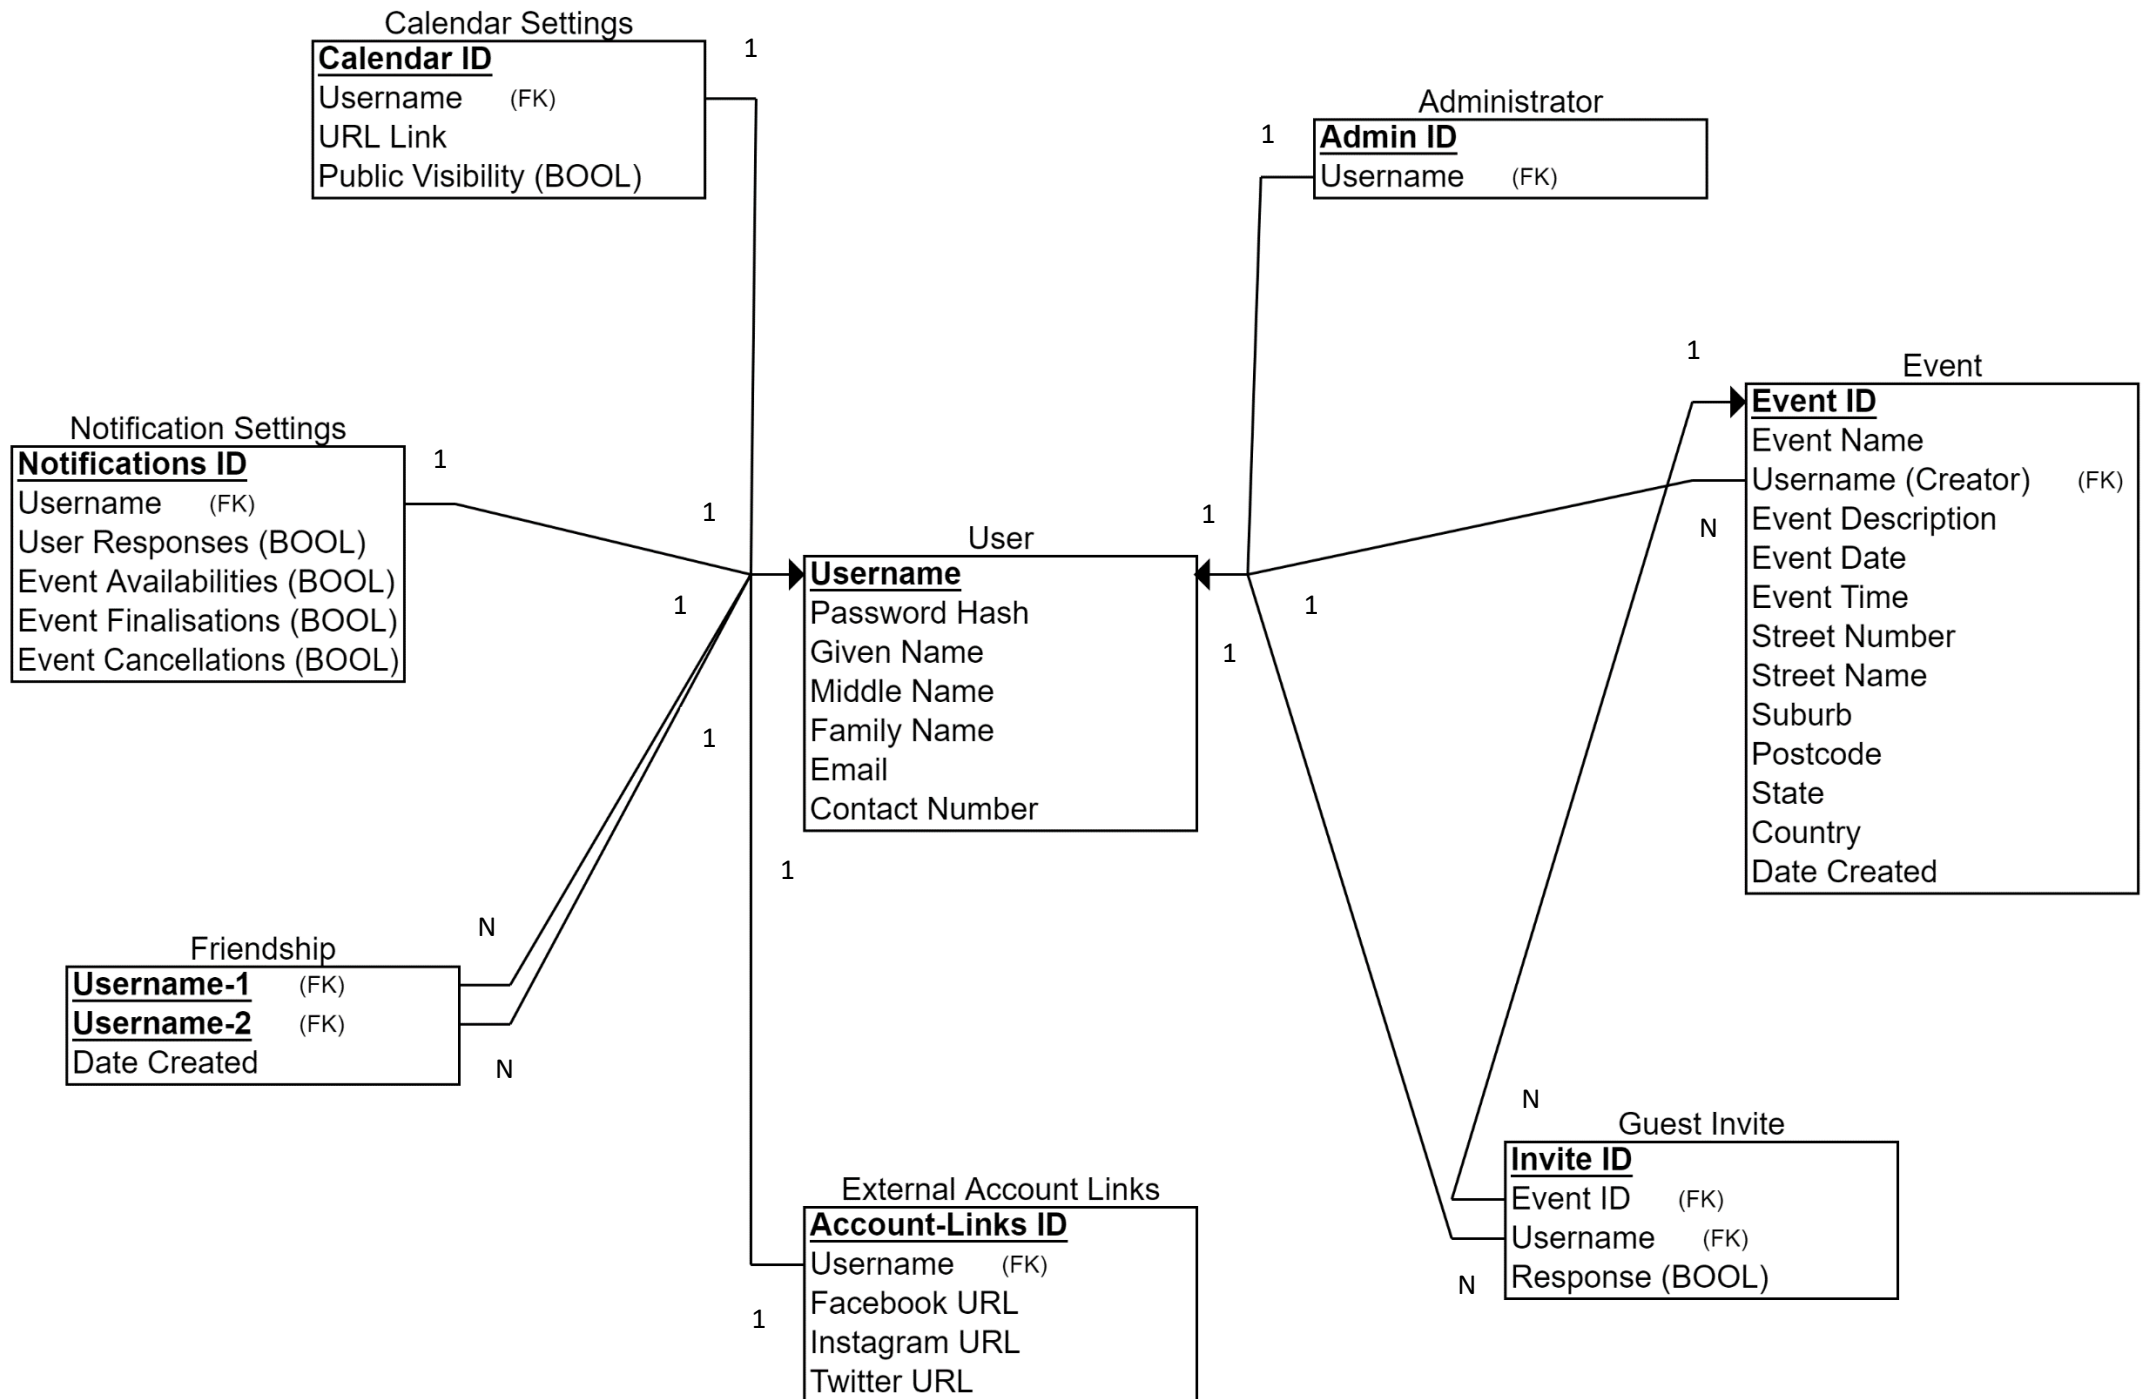 Calendar Settings
Calendar ID
Username (FK)
URL Link
Public Visibility (BOOL)
1
Administrator
Admin ID
Username (FK)
1
Notification Settings
Notifications ID
Username (FK)
User Responses (BOOL)
Event Availabilities (BOOL)
Event Finalisations (BOOL)
Event Cancellations (BOOL)
1
1
1
1
1
User
Username
Password Hash
Given Name
Middle Name
Family Name
Email
Contact Number
1
1
1
1
N
Event
Event ID
Event Name
Username (Creator) (FK)
Event Description
Event Date
Event Time
Street Number
Street Name
Suburb
Postcode
State
Country
Date Created
N
Friendship
Username-1 (FK)
Username-2 (FK)
Date Created
N
External Account Links
Account-Links ID
Username (FK)
Facebook URL
Instagram URL
Twitter URL
1
N
Guest Invite
Invite ID
Event ID (FK)
Username (FK)
Response (BOOL)
N